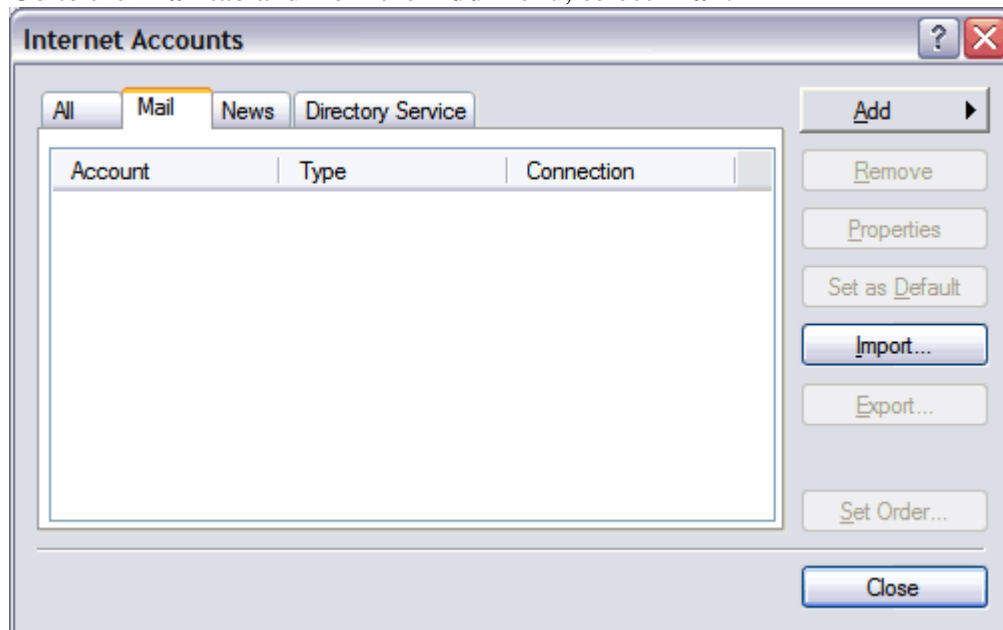 Internet Accounts
All Mail News Directory Service
Add
Account Type Connection
Remove
Properties
Set as Default
Import...
Export...
Set Order...
Close